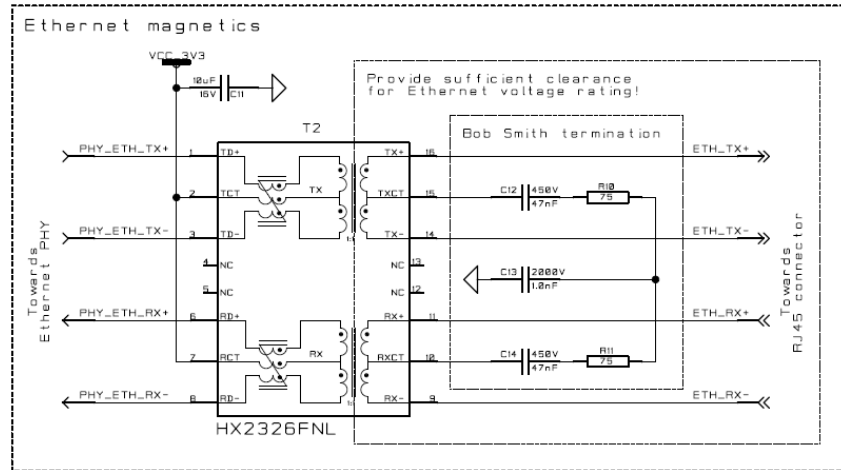 Ethernet magnetics
VCC_3V3
10uF
16V C11
Provide sufficient clearance
for Ethernet voltage rating!
T2
Bob Smith termination
PHY_ETH_TX+ 1 TD+ TX+ 16 ETH_TX+
2 TCT TX TXCT 15 C12 450V R10
47nF 75
PHY_ETH_TX- 3 TD- 1:1 TX- 14 ETH_TX-
4 NC NC 13
C13 2000V
1.0nF
5 NC NC 12
Towards
Ethernet PHY
Towards
RJ45 connector
PHY_ETH_RX+ 6 RD+ RX+ 11 ETH_RX+
7 RCT RX RXCT 10 C14 450V R11
47nF 75
PHY_ETH_RX- 8 RD- 1:1 RX- 9 ETH_RX-
HX2326FNL